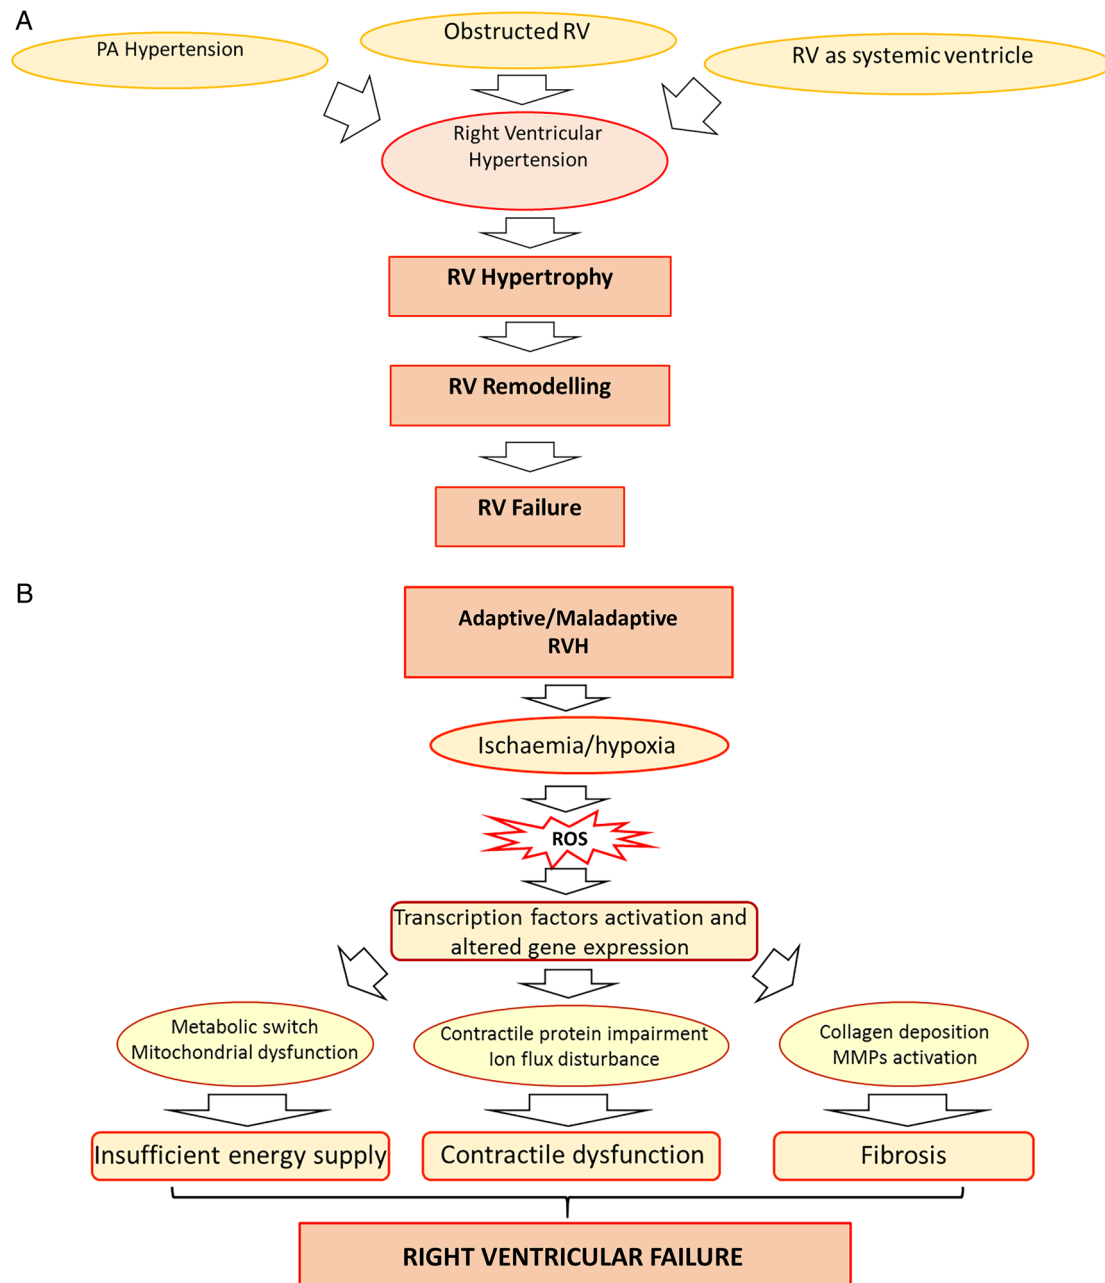 A
PA Hypertension
Obstructed RV
RV as systemic ventricle
Right Ventricular
Hypertension
RV Hypertrophy
RV Remodelling
RV Failure
B
Adaptive/Maladaptive
RVH
Ischaemia/hypoxia
ROS
Transcription factors activation and
altered gene expression
Metabolic switch
Mitochondrial dysfunction
Contractile protein impairment
Ion flux disturbance
Collagen deposition
MMPs activation
Insufficient energy supply
Contractile dysfunction
Fibrosis
RIGHT VENTRICULAR FAILURE